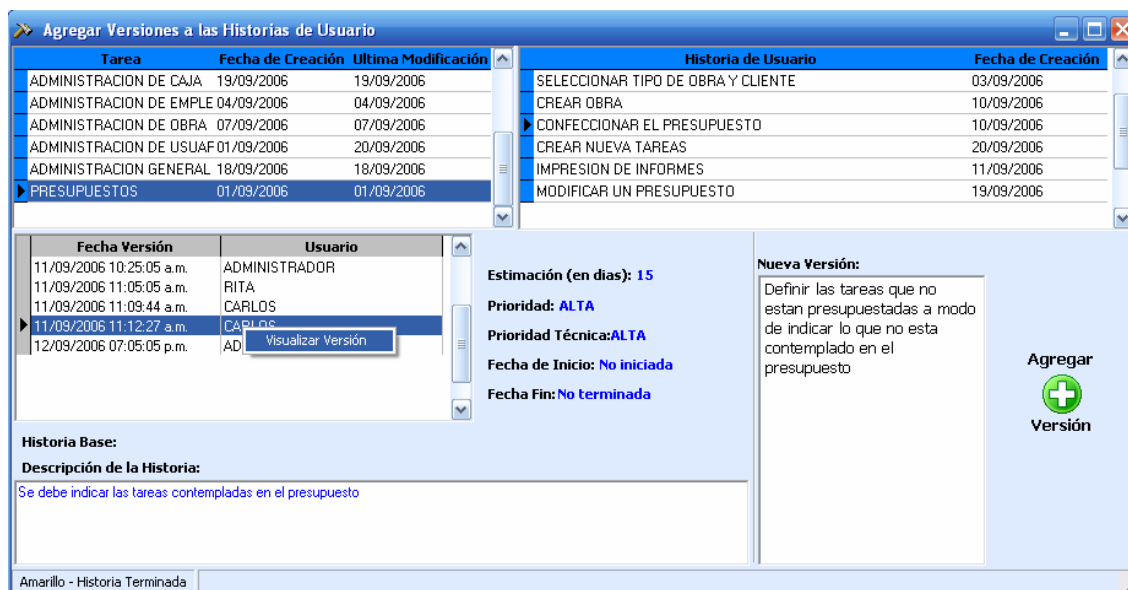 Agregar Versiones a las Historias de Usuario
Tarea Fecha de Creación Ultima Modificación
ADMINISTRACION DE CAJA 19/09/2006 19/09/2006
ADMINISTRACION DE EMPLE 04/09/2006 04/09/2006
ADMINISTRACION DE OBRA 07/09/2006 07/09/2006
ADMINISTRACION DE USUAR 01/09/2006 20/09/2006
ADMINISTRACION GENERAL 18/09/2006 18/09/2006
PRESUPUESTOS 01/09/2006 01/09/2006
Historia de Usuario Fecha de Creación
SELECCIONAR TIPO DE OBRA Y CLIENTE 03/09/2006
CREAR OBRA 10/09/2006
CONFECCIONAR EL PRESUPUESTO 10/09/2006
CREAR NUEVA TAREAS 20/09/2006
IMPRESION DE INFORMES 11/09/2006
MODIFICAR UN PRESUPUESTO 19/09/2006
Fecha Versión Usuario
11/09/2006 10:25:05 a.m. ADMINISTRADOR
11/09/2006 11:05:05 a.m. RITA
11/09/2006 11:09:44 a.m. CARLOS
11/09/2006 11:12:27 a.m. CARLOS
12/09/2006 07:05:05 p.m. AD
Visualizar Versión
Estimación (en dias): 15
Prioridad: ALTA
Prioridad Técnica:ALTA
Fecha de Inicio: No iniciada
Fecha Fin: No terminada
Nueva Versión:
Definir las tareas que no
estan presupuestadas a modo
de indicar lo que no esta
contemplado en el
presupuesto
Agregar
Versión
Historia Base:
Descripción de la Historia:
Se debe indicar las tareas contempladas en el presupuesto
Amarillo - Historia Terminada